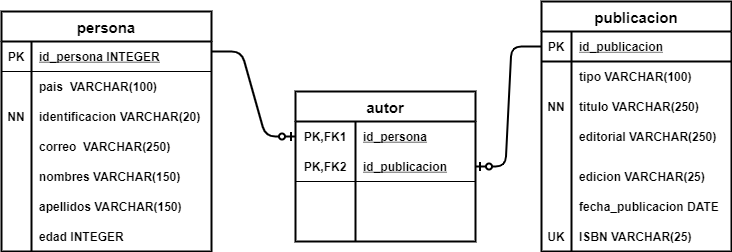 persona
PK id_persona INTEGER
pais VARCHAR(100)
NN identificacion VARCHAR(20)
correo VARCHAR(250)
nombres VARCHAR(150)
apellidos VARCHAR(150)
edad INTEGER
autor
PK,FK1 id_persona
PK,FK2 id_publicacion
publicacion
PK id_publicacion
tipo VARCHAR(100)
NN titulo VARCHAR(250)
editorial VARCHAR(250)
edicion VARCHAR(25)
fecha_publicacion DATE
UK ISBN VARCHAR(25)